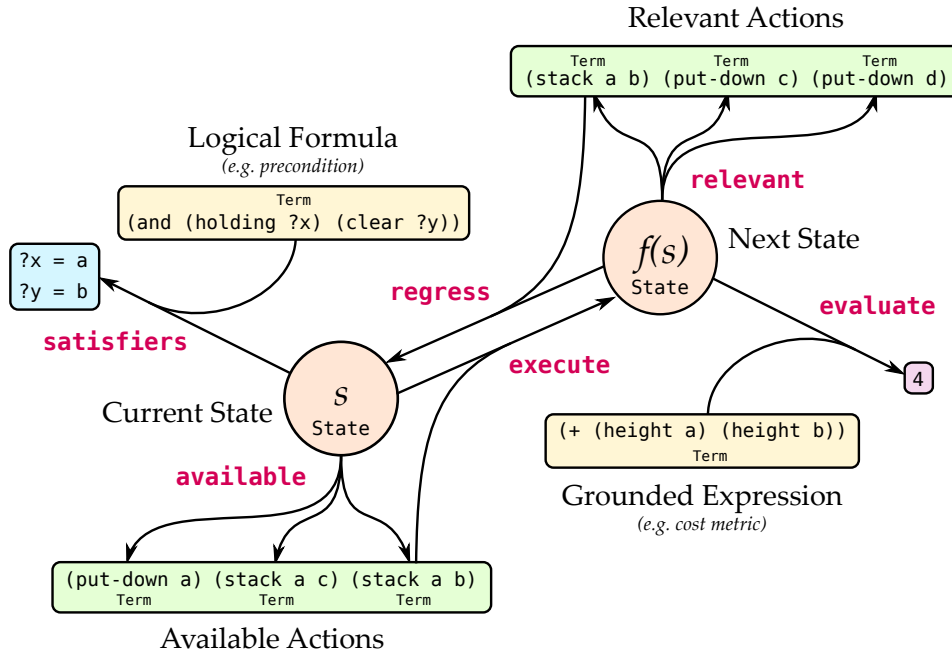 Relevant Actions
Term Term Term
(stack a b) (put-down c) (put-down d)
Logical Formula
(e.g. precondition)
Term
(and (holding ?x) (clear ?y))
relevant
f(s)
State
Next State
?x = a
?y = b
regress
evaluate
satisfiers
execute
4
s
State
Current State
(+ (height a) (height b))
Term
available
Grounded Expression
(e.g. cost metric)
(put-down a) (stack a c) (stack a b)
Term Term Term
Available Actions